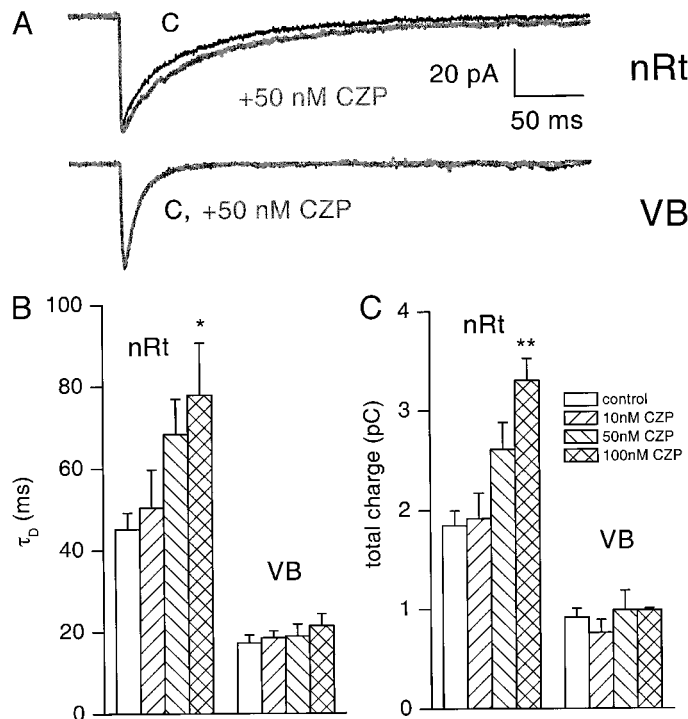 A
C
+50 nM CZP
20 pA
50 ms
nRt
C, +50 nM CZP
VB
B
100
80
60
40
20
0
τD (ms)
nRt
*
VB
C
4
3
2
1
0
total charge (pC)
nRt
**
VB
control
10nM CZP
50nM CZP
100nM CZP